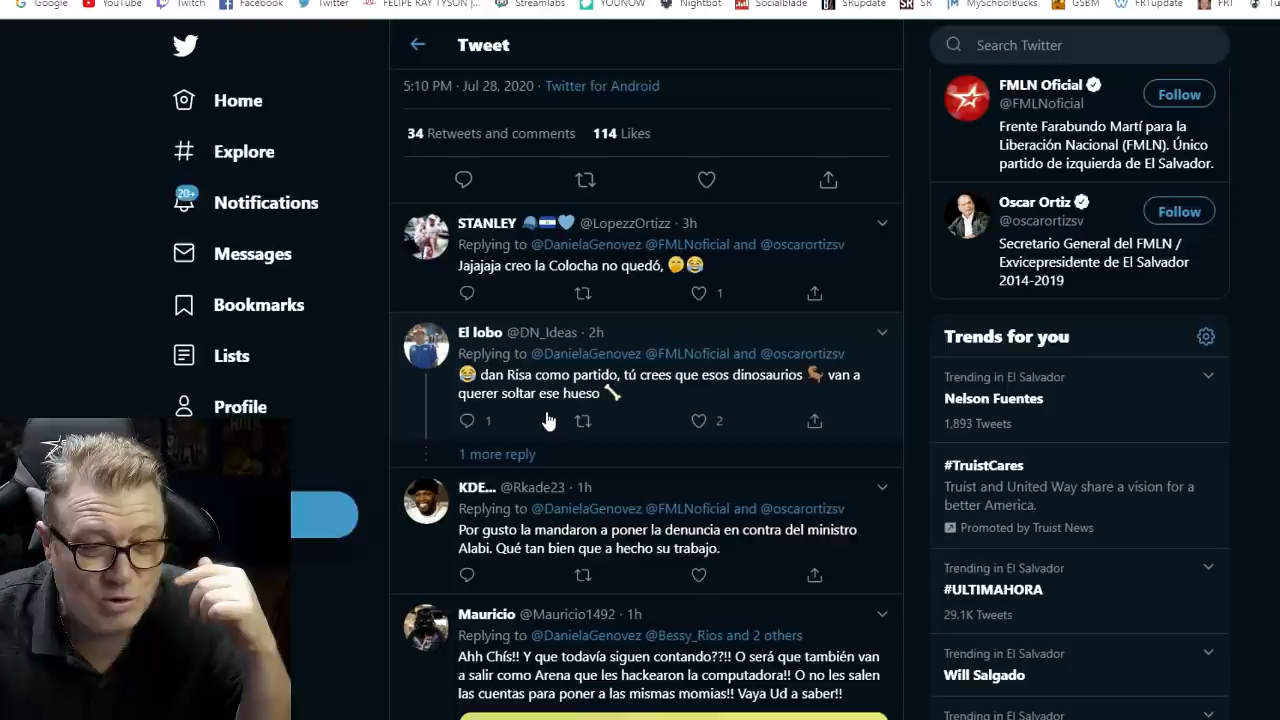 Google YouTube Twitch Facebook Twitter FELIPE RAY TYSON | ... Streamlabs YOUNOW Nightbot Socialblade SRupdate SR MySchoolBucks GSBM FRTupdate FRT
Tweet
Search Twitter
Home
Explore
20+
Notifications
Messages
Bookmarks
Lists
Profile
5:10 PM · Jul 28, 2020 · Twitter for Android
34 Retweets and comments 114 Likes
STANLEY 🧢🇸🇻💙 @LopezzOrtizz · 3h
Replying to @DanielaGenovez @FMLNoficial and @oscarortizsv
Jajajaja creo la Colocha no quedó, 🤭😂
1
El lobo @DN_Ideas · 2h
Replying to @DanielaGenovez @FMLNoficial and @oscarortizsv
😂 dan Risa como partido, tú crees que esos dinosaurios 🦖 van a
querer soltar ese hueso 🦴
1 2
1 more reply
KDE... @Rkade23 · 1h
Replying to @DanielaGenovez @FMLNoficial and @oscarortizsv
Por gusto la mandaron a poner la denuncia en contra del ministro
Alabi. Qué tan bien que a hecho su trabajo.
Mauricio @Mauricio1492 · 1h
Replying to @DanielaGenovez @Bessy_Rios and 2 others
Ahh Chís!! Y que todavía siguen contando??!! O será que también van
a salir como Arena que les hackearon la computadora!! O no les salen
las cuentas para poner a las mismas momias!! Vaya Ud a saber!!
FMLN Oficial
@FMLNoficial
Follow
Frente Farabundo Martí para la
Liberación Nacional (FMLN). Único
partido de izquierda de El Salvador.
Oscar Ortiz
@oscarortizsv
Follow
Secretario General del FMLN /
Exvicepresidente de El Salvador
2014-2019
Trends for you
Trending in El Salvador
Nelson Fuentes
1,893 Tweets
#TruistCares
Truist and United Way share a vision for a
better America.
Promoted by Truist News
Trending in El Salvador
#ULTIMAHORA
29.1K Tweets
Trending in El Salvador
Will Salgado
Trending in El Salvador